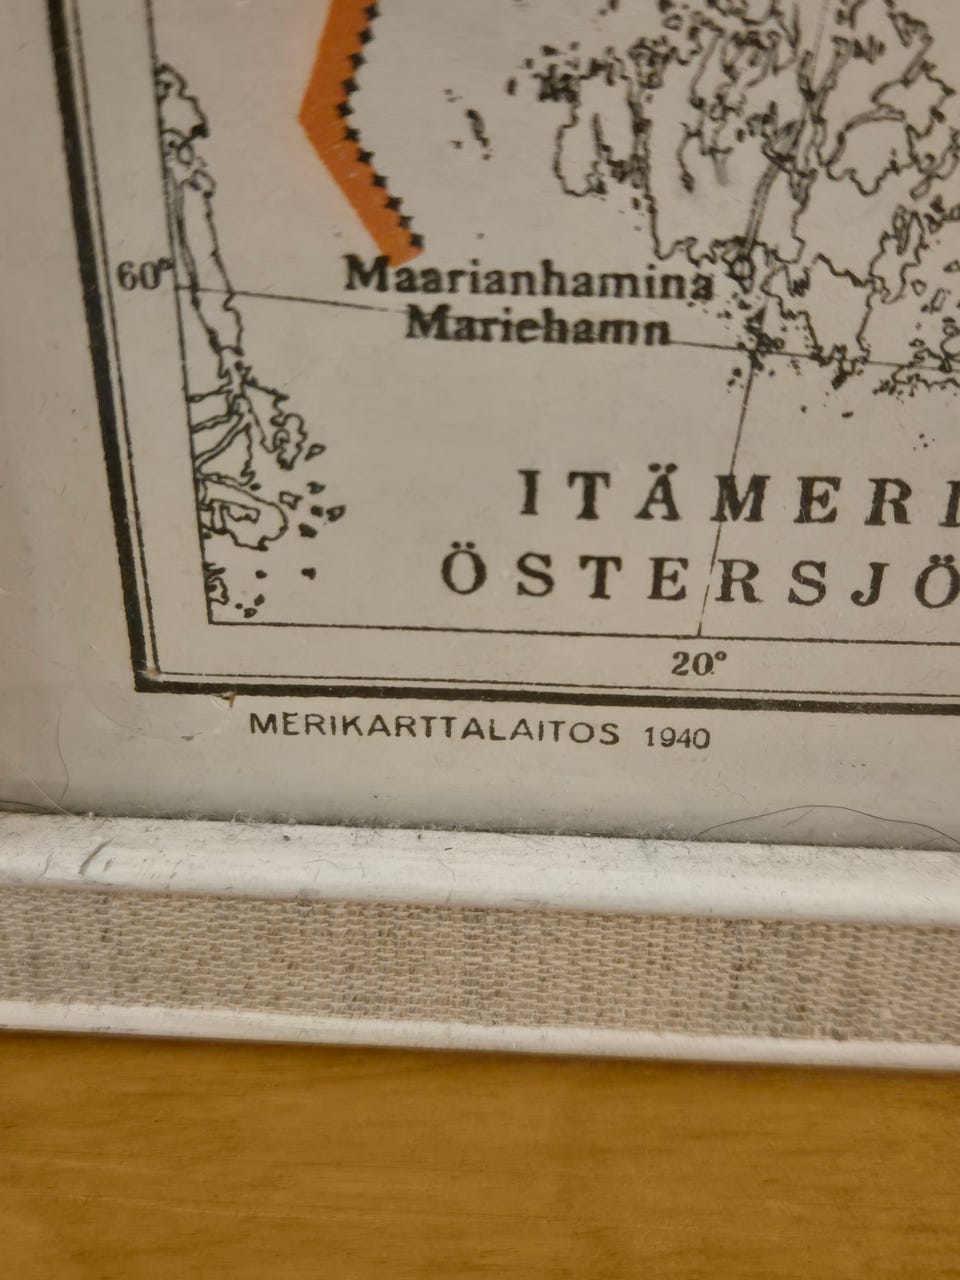 60°
Maarianhamina
Mariehamn
ITÄMERI
ÖSTERSJÖ
20°
MERIKARTTALAITOS 1940